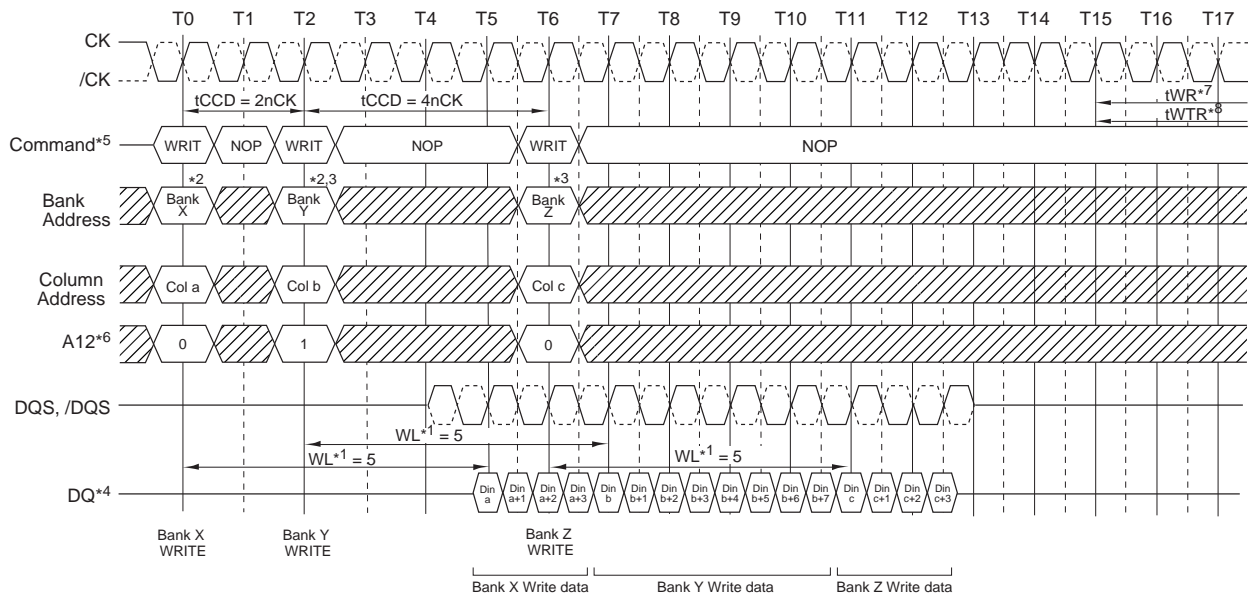 T0 T1 T2 T3 T4 T5 T6 T7 T8 T9 T10 T11 T12 T13 T14 T15 T16 T17
CK
/CK
tCCD = 2nCK tCCD = 4nCK tWR*7
tWTR*8
Command*5 WRIT NOP WRIT NOP WRIT NOP
*2 *2,3 *3
Bank Address Bank X Bank Y Bank Z
Column Address Col a Col b Col c
A12*6 0 1 0
DQS, /DQS
WL*1 = 5
WL*1 = 5 WL*1 = 5
DQ*4 Din a Din a+1 Din a+2 Din a+3 Din b Din b+1 Din b+2 Din b+3 Din b+4 Din b+5 Din b+6 Din b+7 Din c Din c+1 Din c+2 Din c+3
Bank X WRITE Bank Y WRITE Bank Z WRITE
Bank X Write data Bank Y Write data Bank Z Write data